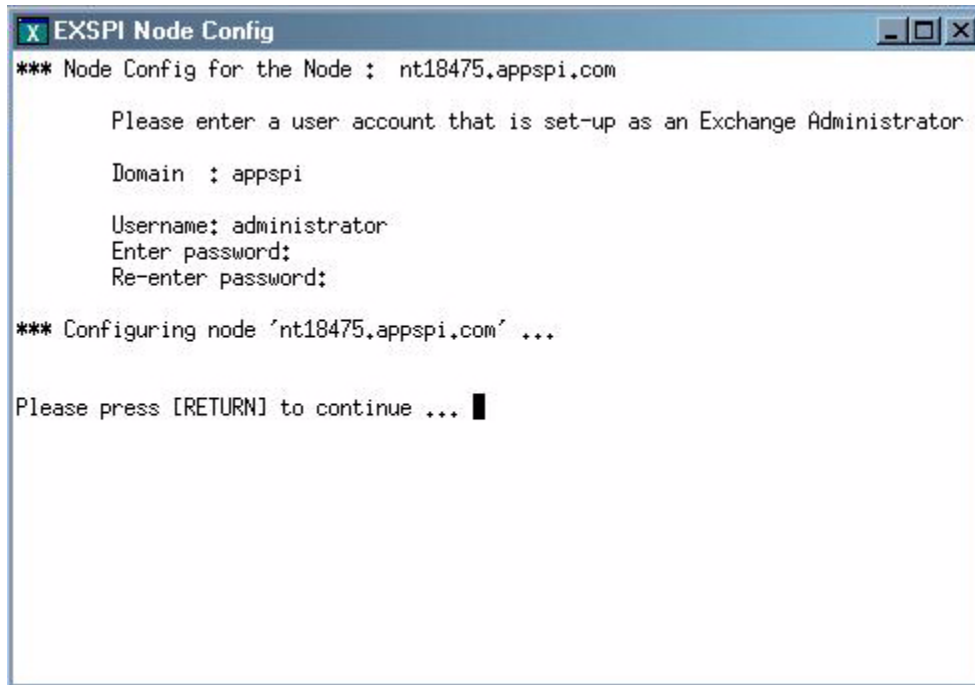 X EXSPI Node Config
*** Node Config for the Node :  nt18475.appspi.com
Please enter a user account that is set-up as an Exchange Administrator
Domain  : appspi
Username: administrator
Enter password:
Re-enter password:
*** Configuring node 'nt18475.appspi.com' ...
Please press [RETURN] to continue ...